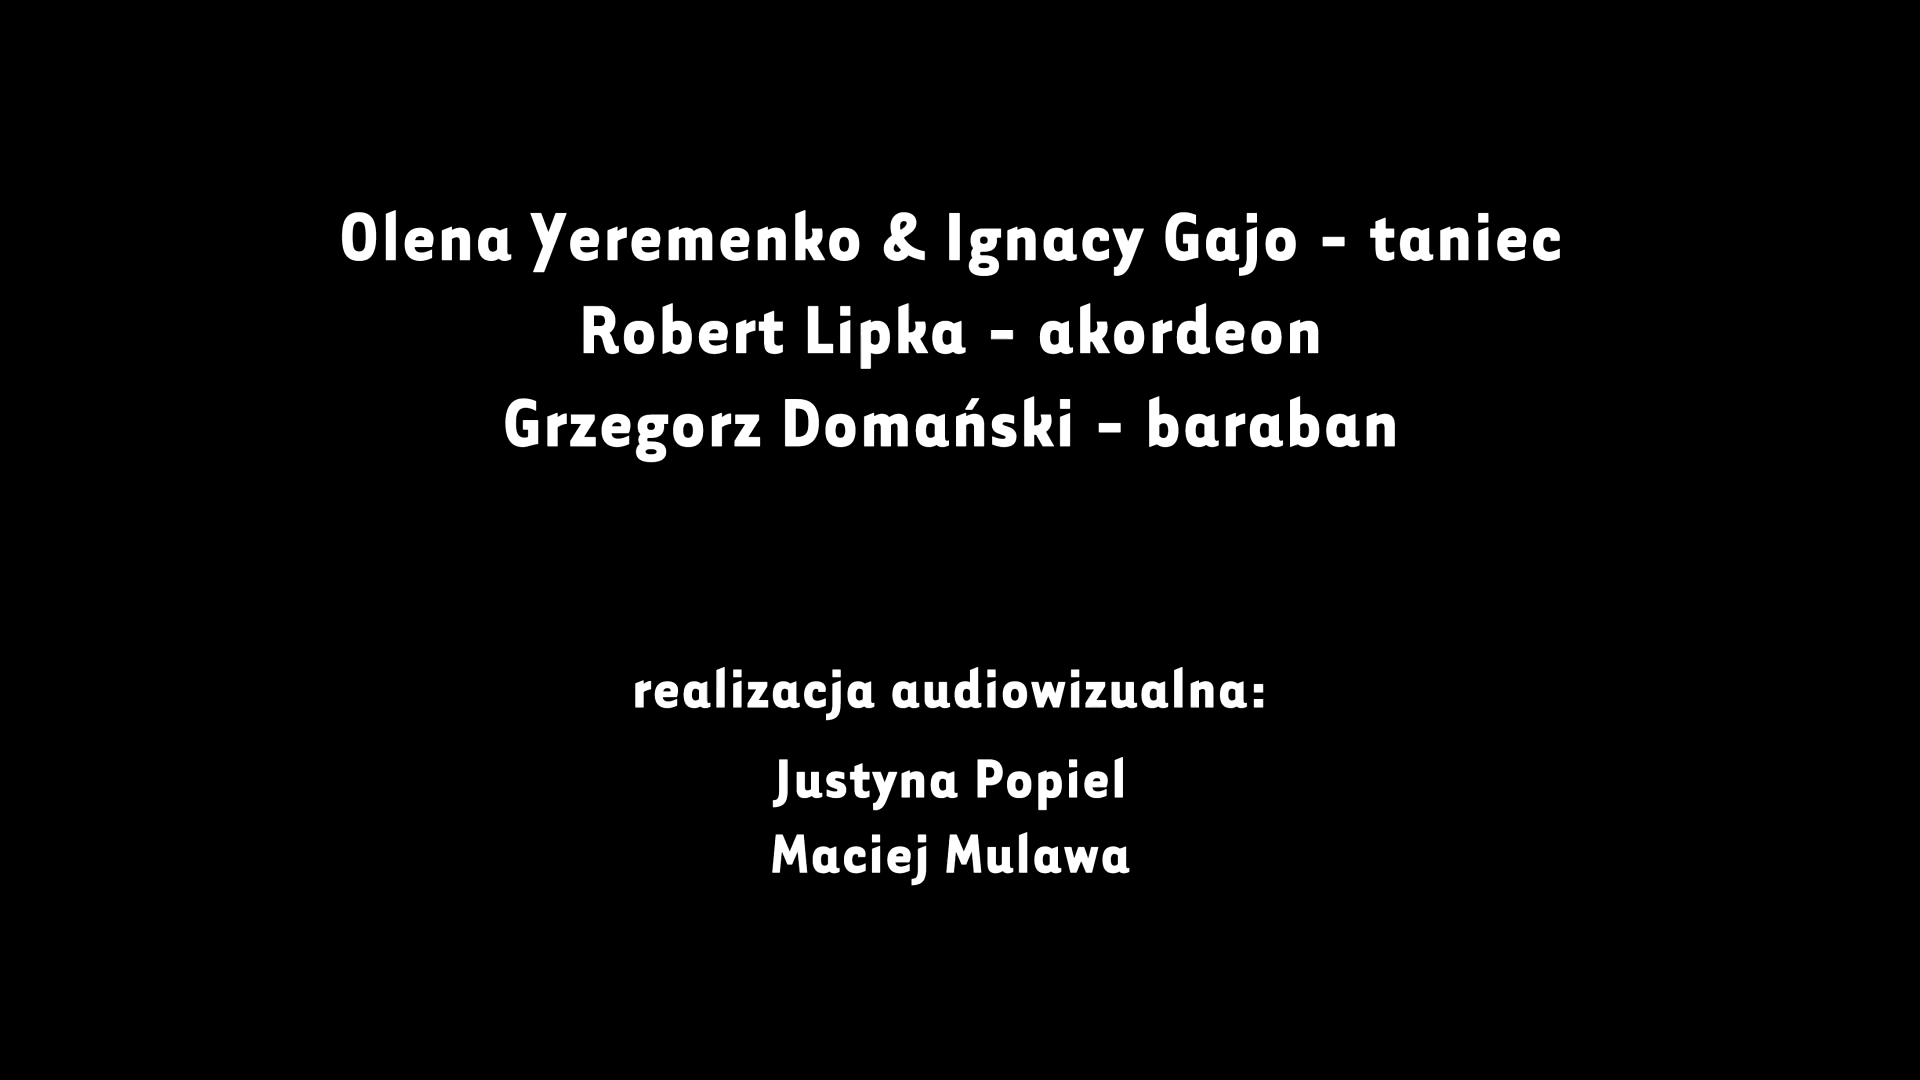 Olena Yeremenko & Ignacy Gajo - taniec
Robert Lipka - akordeon
Grzegorz Domański - baraban
realizacja audiowizualna:
Justyna Popiel
Maciej Mulawa